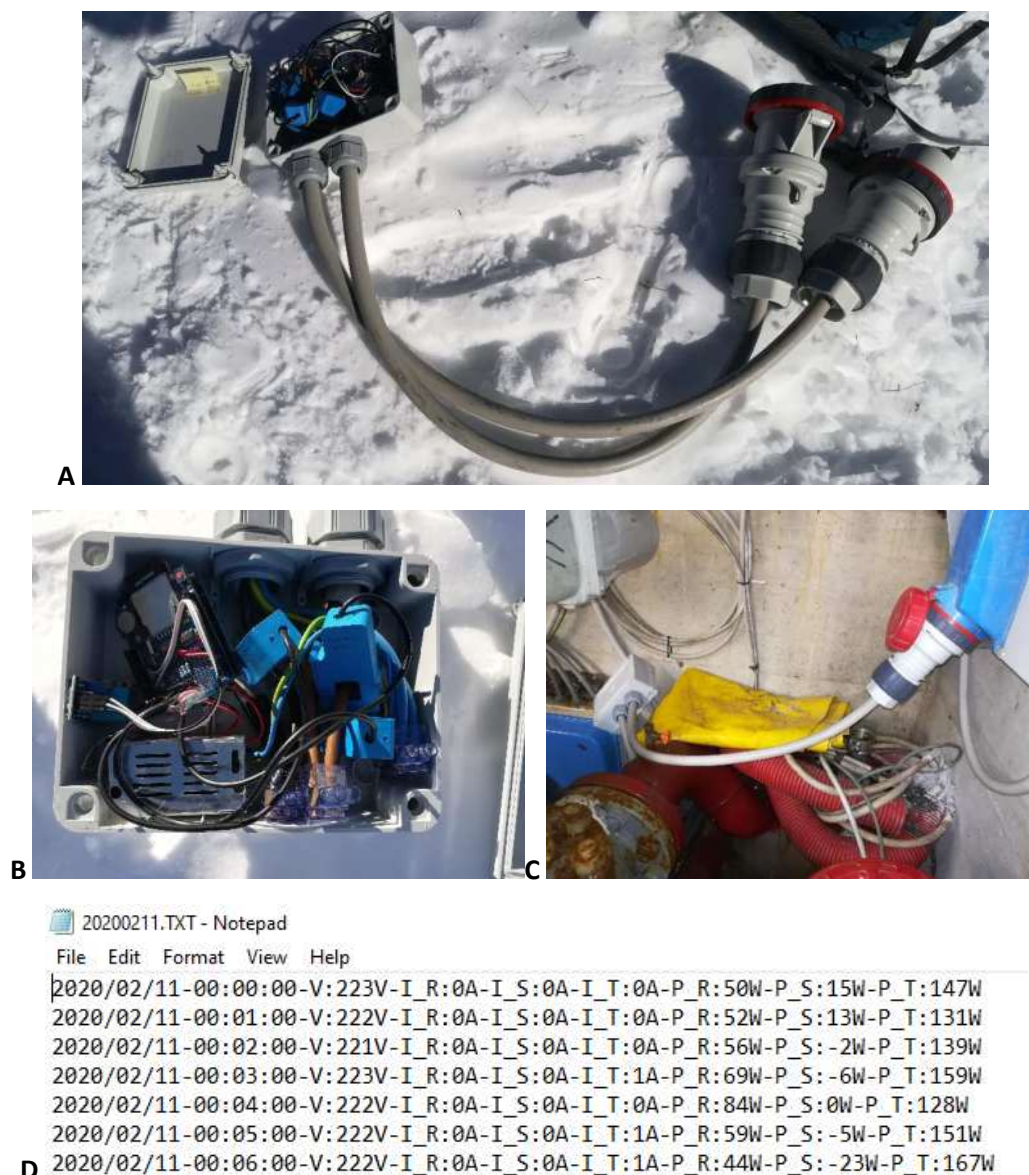 A
B
C
20200211.TXT - Notepad
File Edit Format View Help
2020/02/11-00:00:00-V:223V-I_R:0A-I_S:0A-I_T:0A-P_R:50W-P_S:15W-P_T:147W
2020/02/11-00:01:00-V:222V-I_R:0A-I_S:0A-I_T:0A-P_R:52W-P_S:13W-P_T:131W
2020/02/11-00:02:00-V:221V-I_R:0A-I_S:0A-I_T:0A-P_R:56W-P_S:-2W-P_T:139W
2020/02/11-00:03:00-V:223V-I_R:0A-I_S:0A-I_T:1A-P_R:69W-P_S:-6W-P_T:159W
2020/02/11-00:04:00-V:222V-I_R:0A-I_S:0A-I_T:0A-P_R:84W-P_S:0W-P_T:128W
2020/02/11-00:05:00-V:222V-I_R:0A-I_S:0A-I_T:1A-P_R:59W-P_S:-5W-P_T:151W
D 2020/02/11-00:06:00-V:222V-I_R:0A-I_S:0A-I_T:1A-P_R:44W-P_S:-23W-P_T:167W